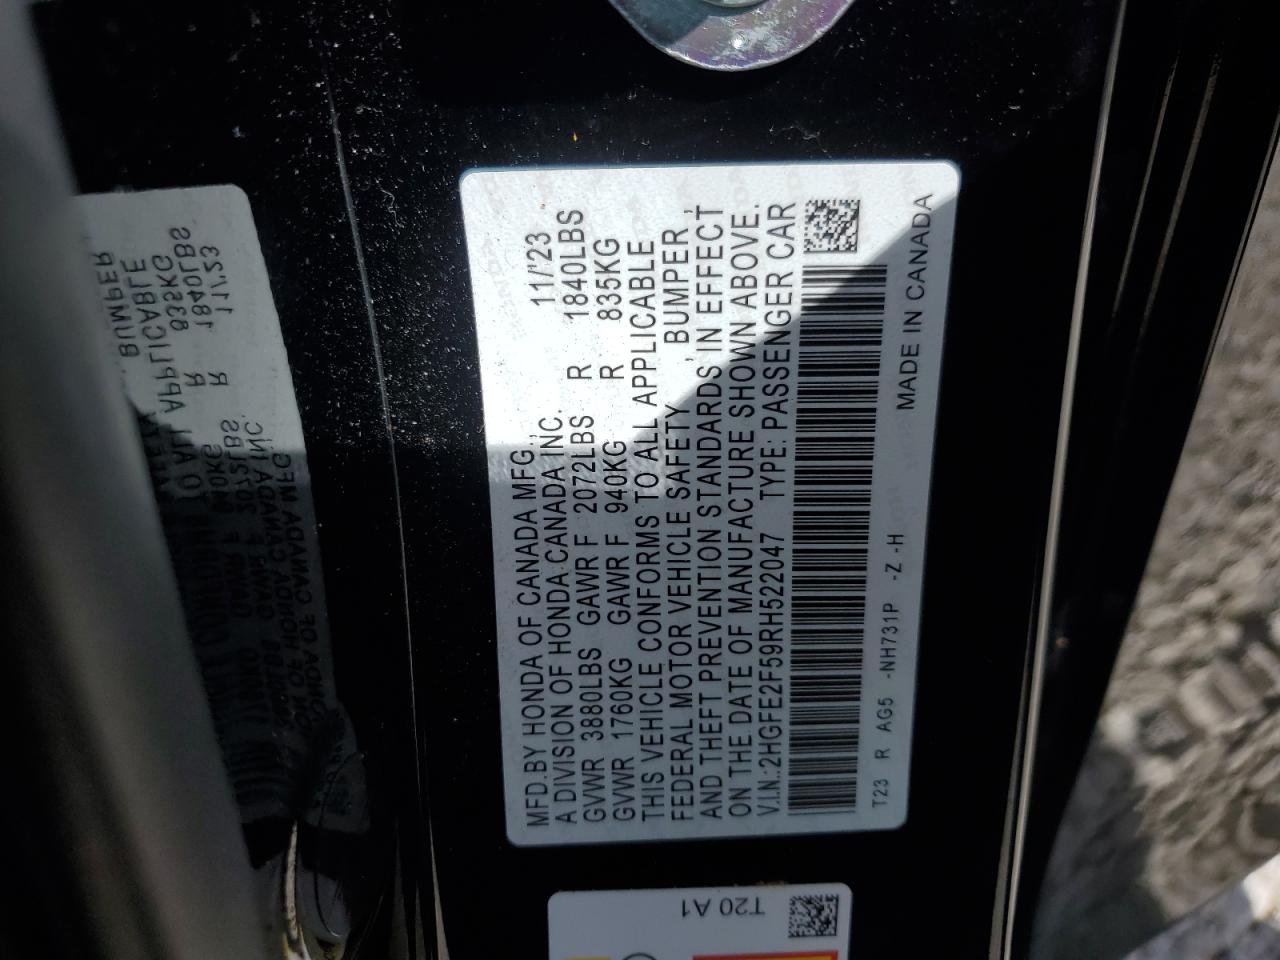 MFD.BY HONDA OF CANADA MFG., 11/'23
A DIVISION OF HONDA CANADA INC.
GVWR 3880LBS GAWR F 2072LBS R 1840LBS
GVWR 1760KG GAWR F 940KG R 835KG
THIS VEHICLE CONFORMS TO ALL APPLICABLE
FEDERAL MOTOR VEHICLE SAFETY BUMPER,
AND THEFT PREVENTION STANDARDS, IN EFFECT
ON THE DATE OF MANUFACTURE SHOWN ABOVE.
V.I.N.:2HGFE2F59RH522047 TYPE: PASSENGER CAR
T23 R AG5 -NH731P -Z -H MADE IN CANADA
T20 A1